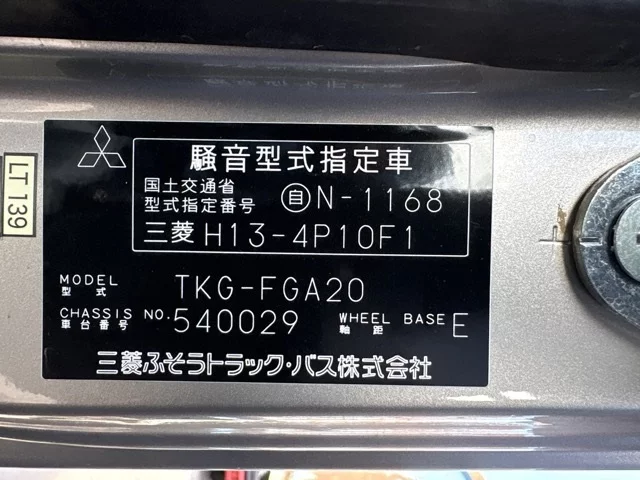 LT 139
騒音型式指定車
国土交通省
型式指定番号 自N-1168
三菱 H13-4P10F1
MODEL
型式 TKG-FGA20
CHASSIS NO. 540029 WHEEL BASE E
車台番号 軸距
三菱ふそうトラック・バス株式会社